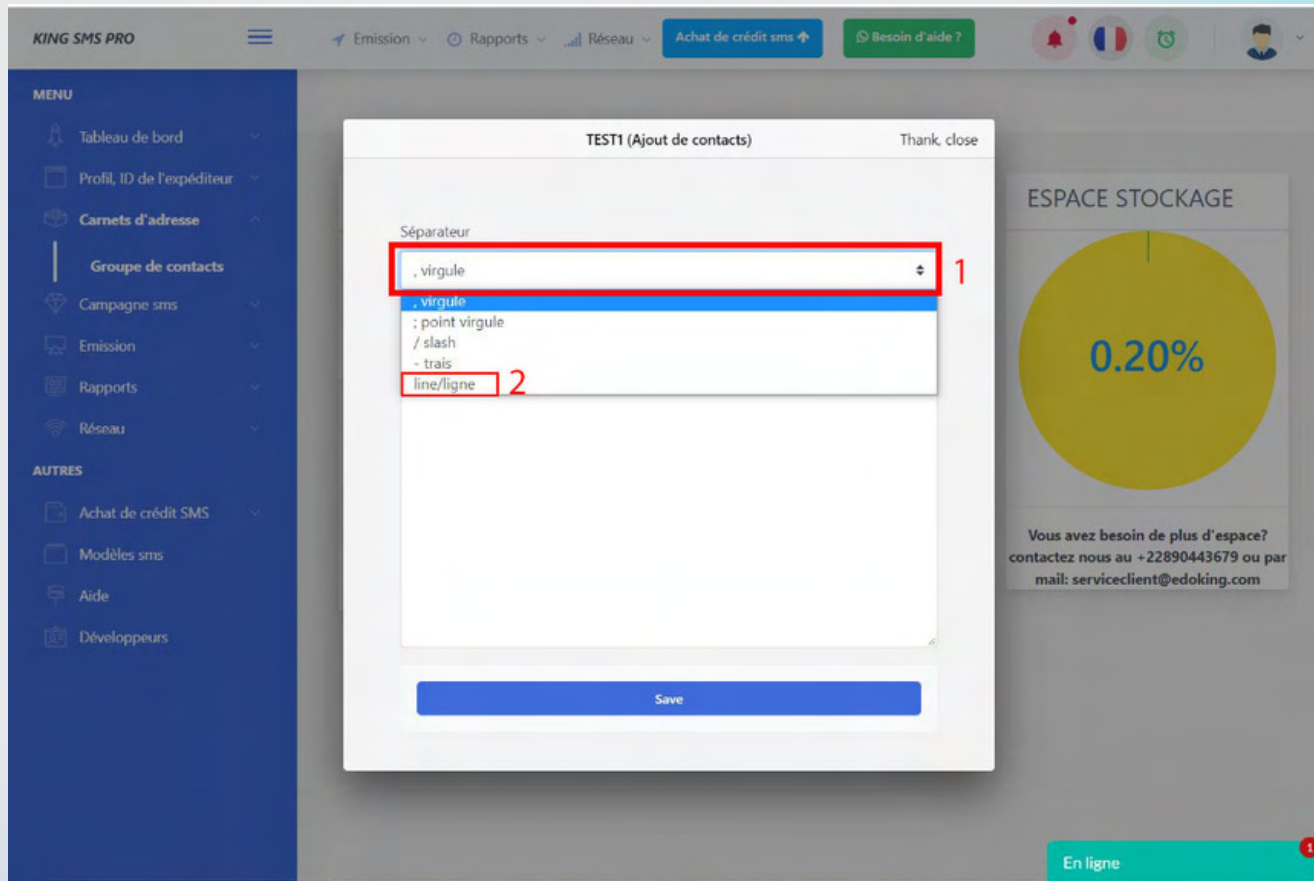 KING SMS PRO
Emission
Rapports
Réseau
Achat de crédit sms
Besoin d'aide ?
MENU
Tableau de bord
Profil, ID de l'expéditeur
Carnets d'adresse
Groupe de contacts
Campagne sms
Emission
Rapports
Réseau
AUTRES
Achat de crédit SMS
Modèles sms
Aide
Développeurs
TEST1 (Ajout de contacts)
Thank, close
Séparateur
, virgule
1
, virgule
; point virgule
/ slash
- trais
line/ligne
2
Save
ESPACE STOCKAGE
0.20%
Vous avez besoin de plus d'espace?
contactez nous au +22890443679 ou par
mail: serviceclient@edoking.com
En ligne
1